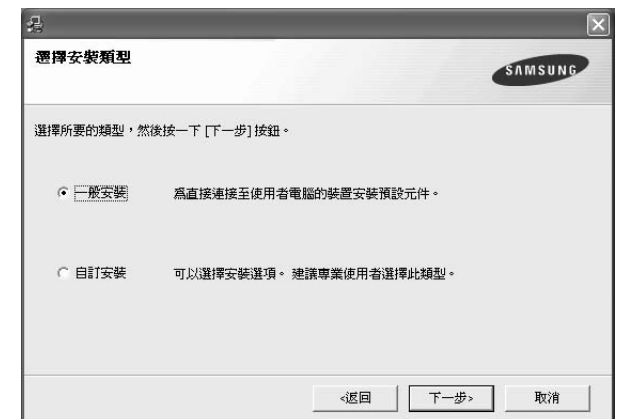 選擇安裝類型
SAMSUNG
選擇所要的類型，然後按一下 [下一步] 按鈕。
一般安裝 為直接連接至使用者電腦的裝置安裝預設元件。
自訂安裝 可以選擇安裝選項。 建議專業使用者選擇此類型。
<返回 下一步> 取消